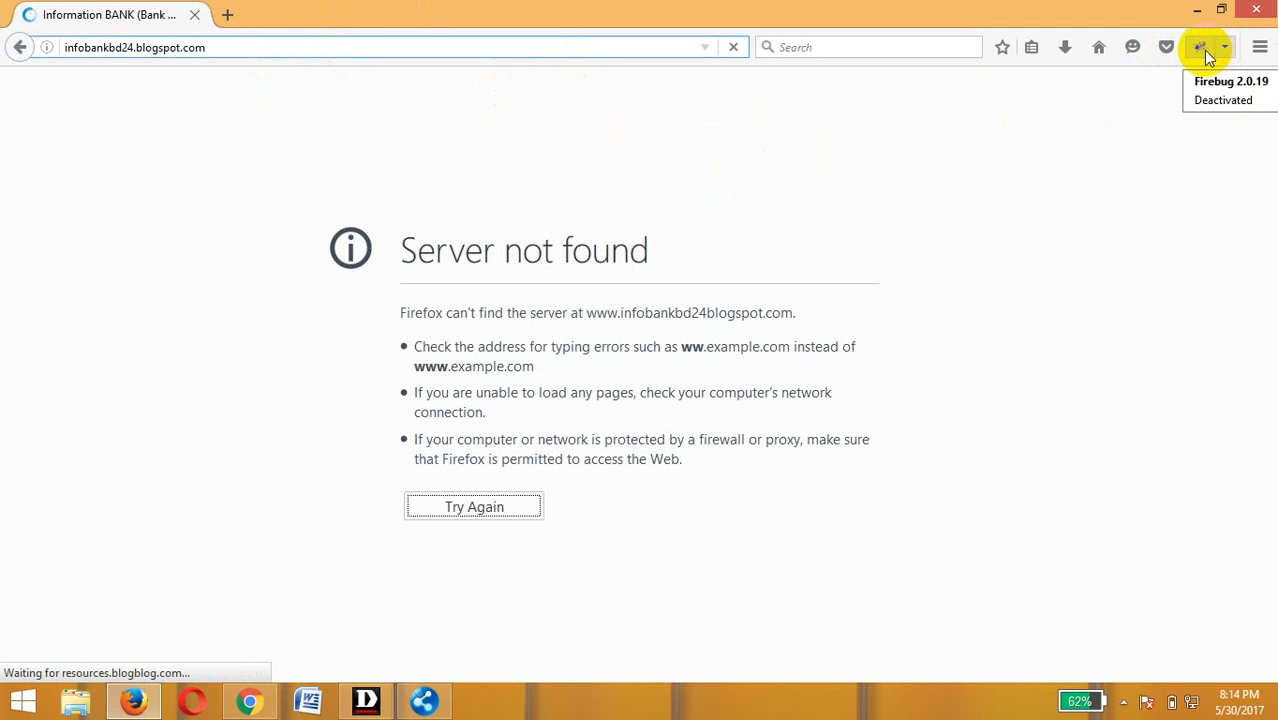 Information BANK (Bank ...
infobankbd24.blogspot.com
Search
Firebug 2.0.19
Deactivated
Server not found
Firefox can't find the server at www.infobankbd24blogspot.com.
Check the address for typing errors such as ww.example.com instead of
www.example.com
If you are unable to load any pages, check your computer's network
connection.
If your computer or network is protected by a firewall or proxy, make sure
that Firefox is permitted to access the Web.
Try Again
Waiting for resources.blogblog.com...
62%
8:14 PM
5/30/2017